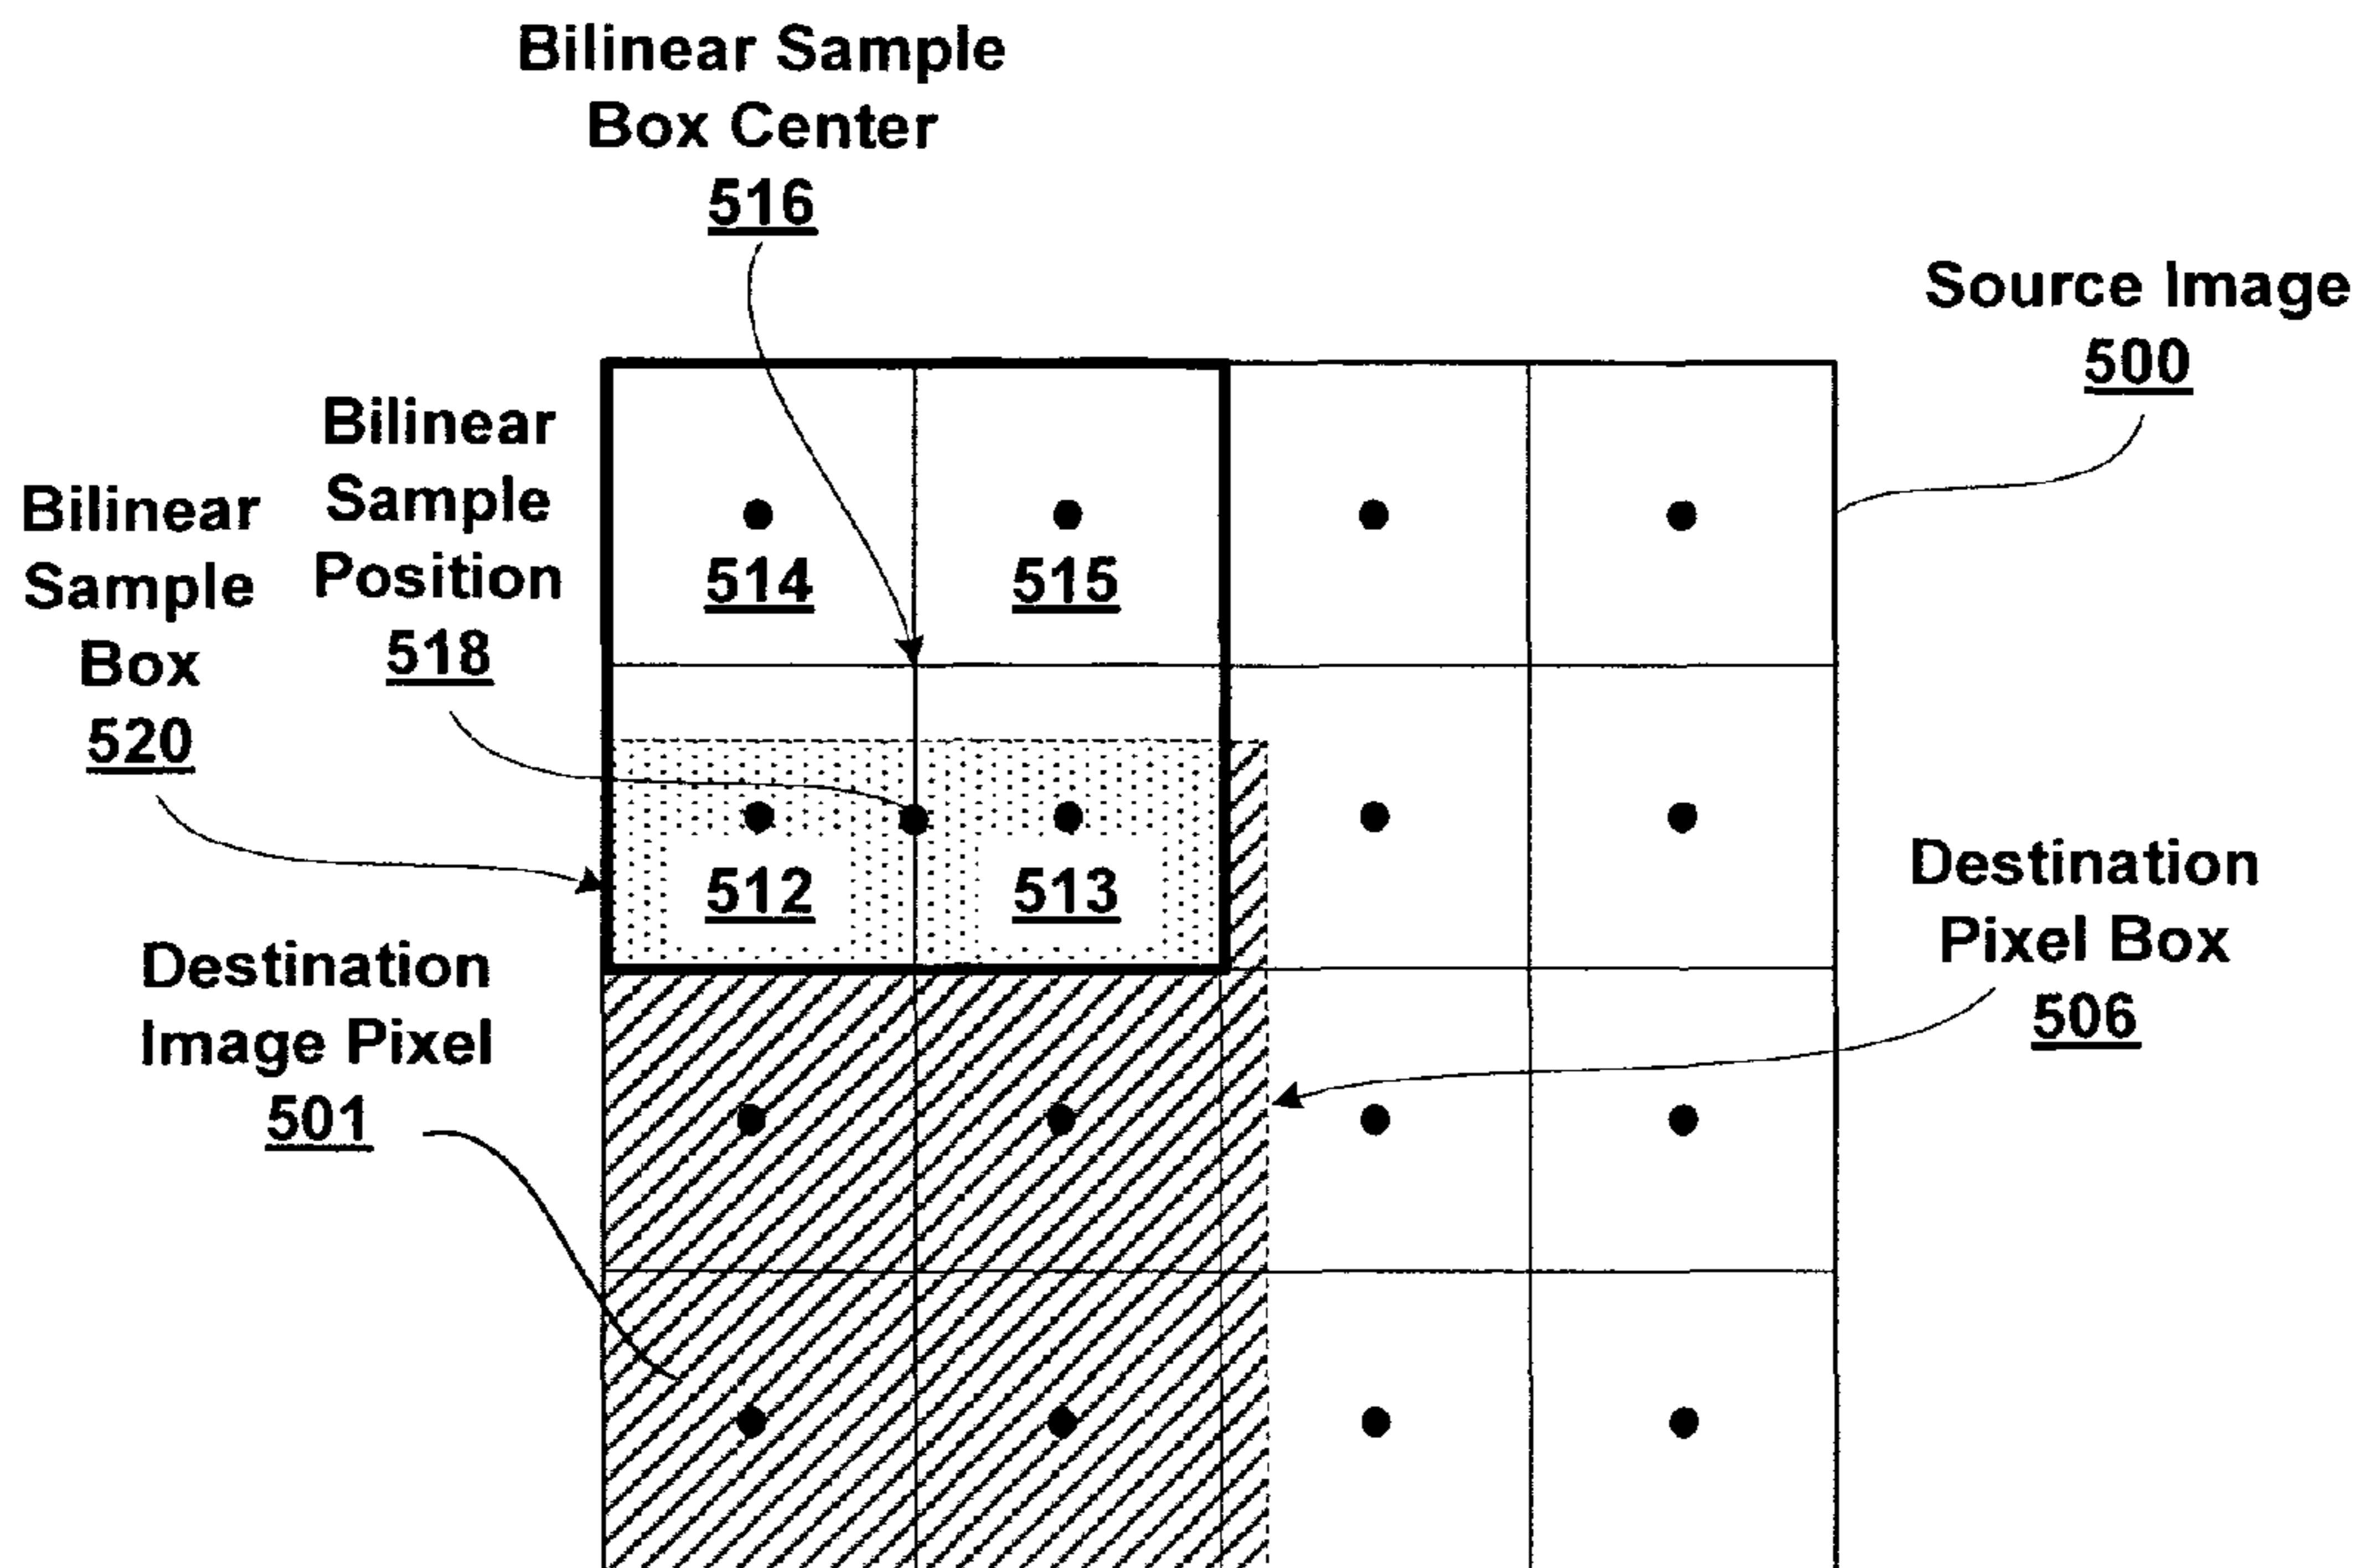 Bilinear Sample
Box Center
516
Source Image
500
Bilinear
Sample
Position
518
Bilinear
Sample
Box
520
514
515
512
513
Destination
Pixel Box
506
Destination
Image Pixel
501